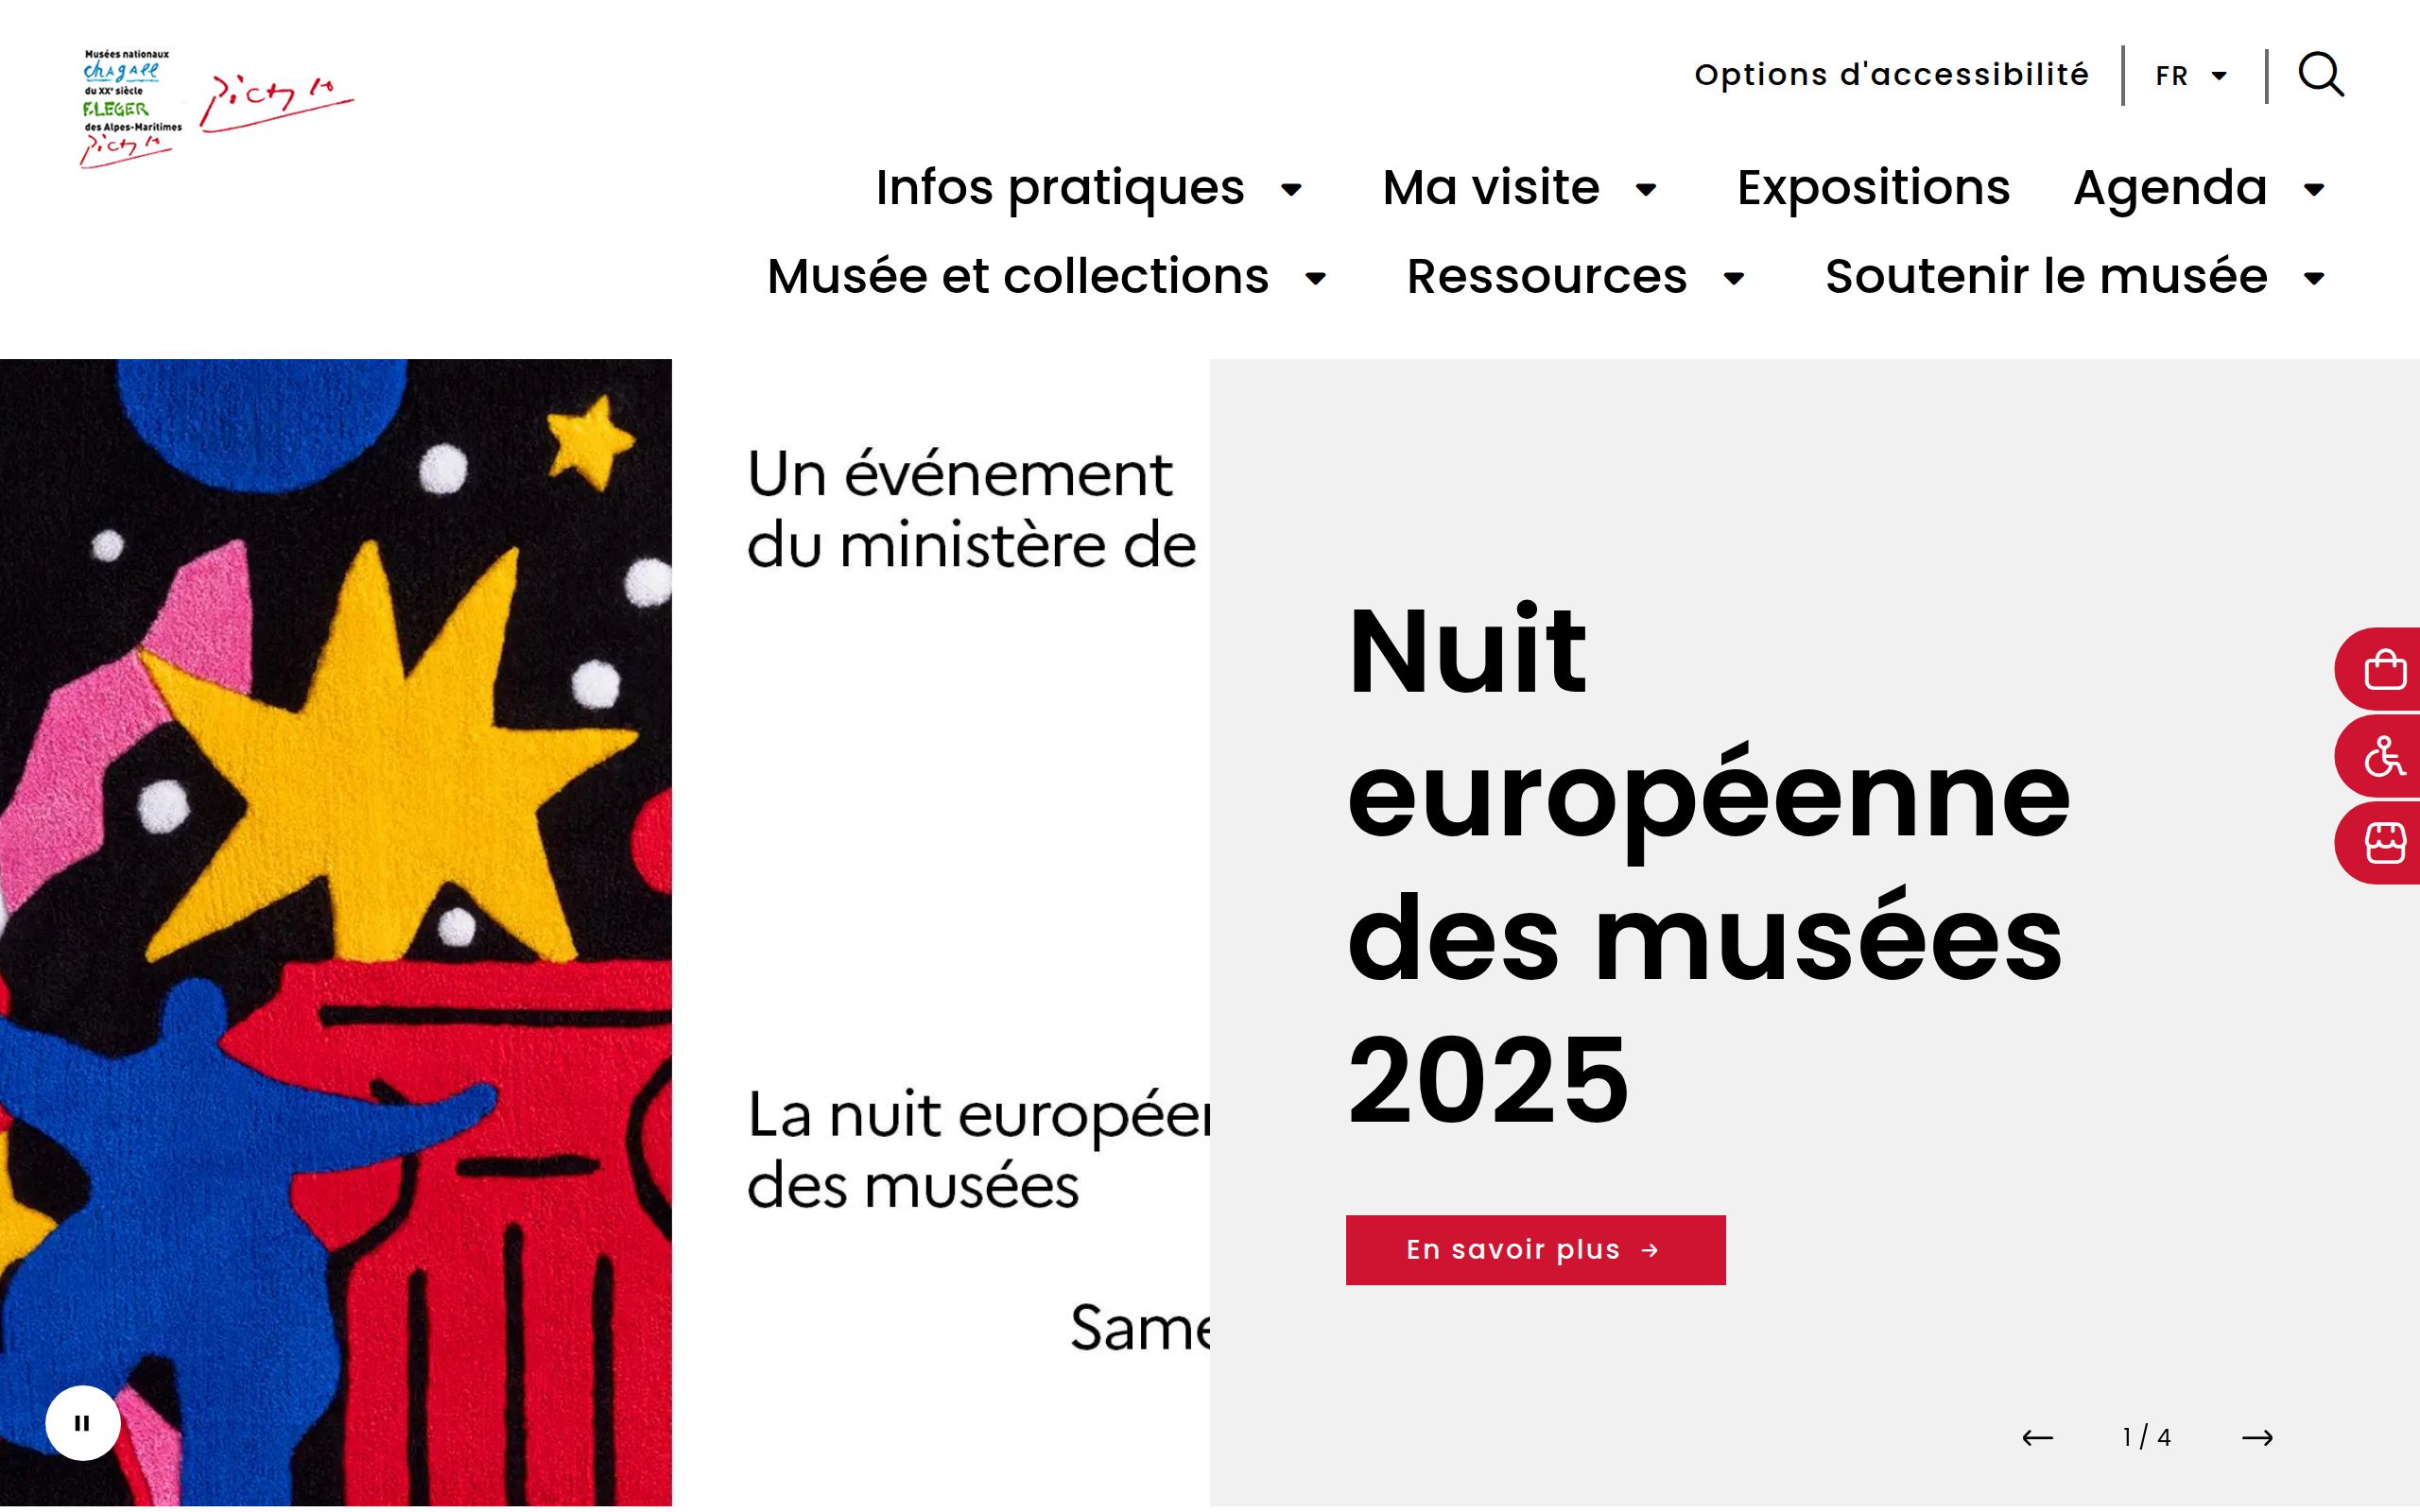 Musées nationaux
chagall
du XXᵉ siècle
F.LEGER
des Alpes-Maritimes
Picasso
Picasso
Options d'accessibilité
FR
Infos pratiques
Ma visite
Expositions
Agenda
Musée et collections
Ressources
Soutenir le musée
Un événement
du ministère de
La nuit européen
des musées
Same
Nuit
européenne
des musées
2025
En savoir plus →
← 1 / 4 →